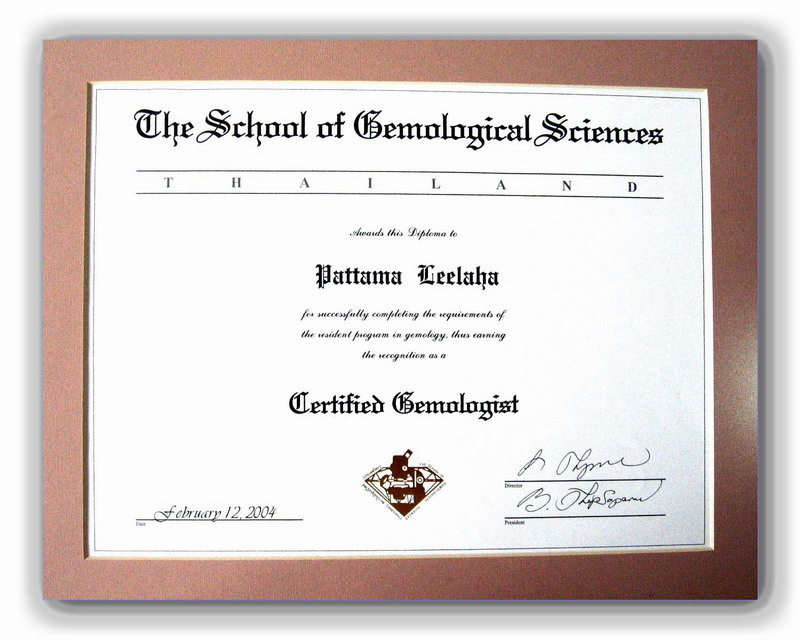 The School of Gemological Sciences
THAILAND
Awards this Diploma to
Pattama Leelaha
for successfully completing the requirements of
the resident program in gemology, thus earning
the recognition as a
Certified Gemologist
Director
February 12, 2004
Date
President